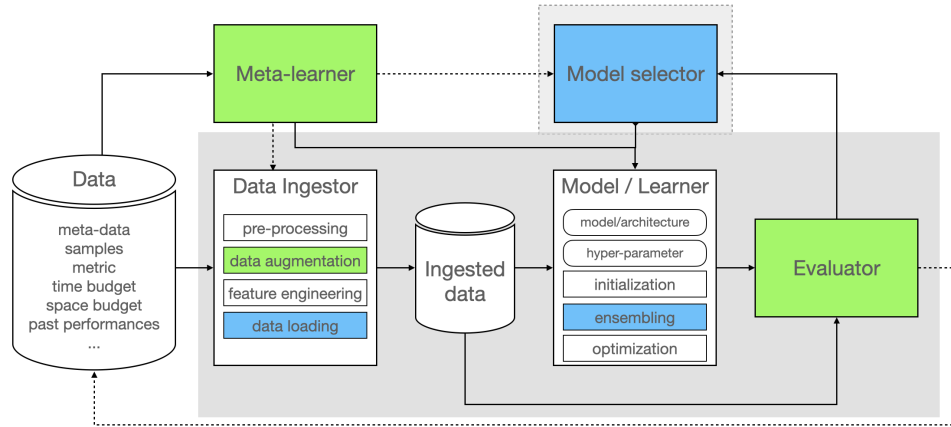 Meta-learner
Model selector
Data
meta-data
samples
metric
time budget
space budget
past performances
...
Data Ingestor
pre-processing
data augmentation
feature engineering
data loading
Ingested
data
Model / Learner
model/architecture
hyper-parameter
initialization
ensembling
optimization
Evaluator